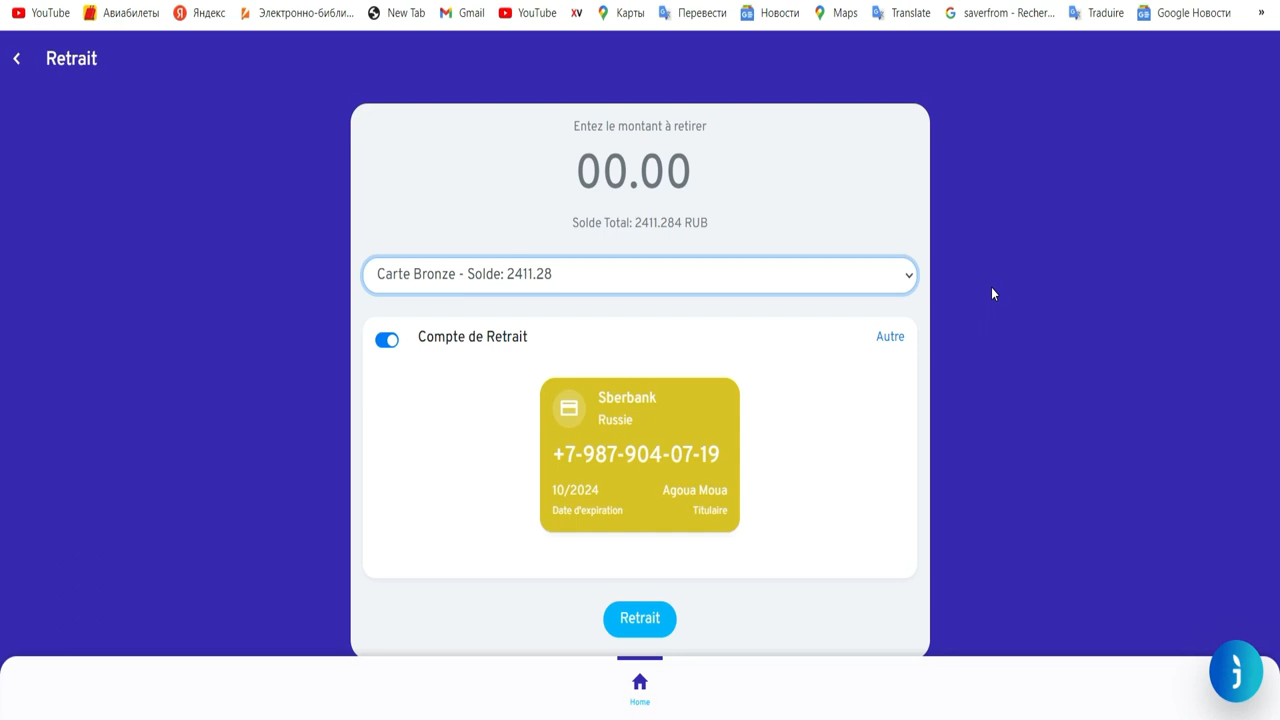 YouTube Авиабилеты Яндекс Электронно-библи... New Tab Gmail YouTube XV Карты Перевести Новости Maps Translate saverfrom - Recher... Traduire Google Новости »
Retrait
Entez le montant à retirer
00.00
Solde Total: 2411.284 RUB
Carte Bronze - Solde: 2411.28
Compte de Retrait Autre
Sberbank
Russie
+7-987-904-07-19
10/2024 Agoua Moua
Date d'expiration Titulaire
Retrait
Home